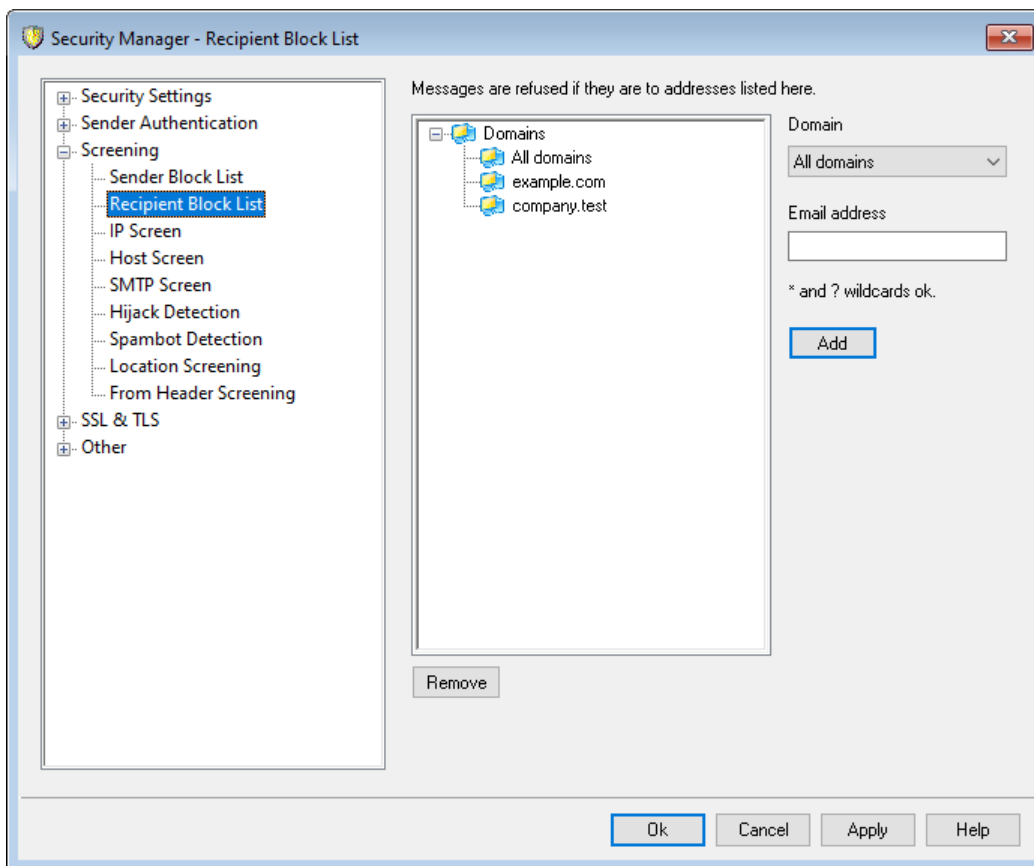 Security Manager - Recipient Block List
Security Settings
Sender Authentication
Screening
Sender Block List
Recipient Block List
IP Screen
Host Screen
SMTP Screen
Hijack Detection
Spambot Detection
Location Screening
From Header Screening
SSL & TLS
Other
Messages are refused if they are to addresses listed here.
Domains
All domains
example.com
company.test
Remove
Domain
All domains
Email address
* and ? wildcards ok.
Add
Ok
Cancel
Apply
Help